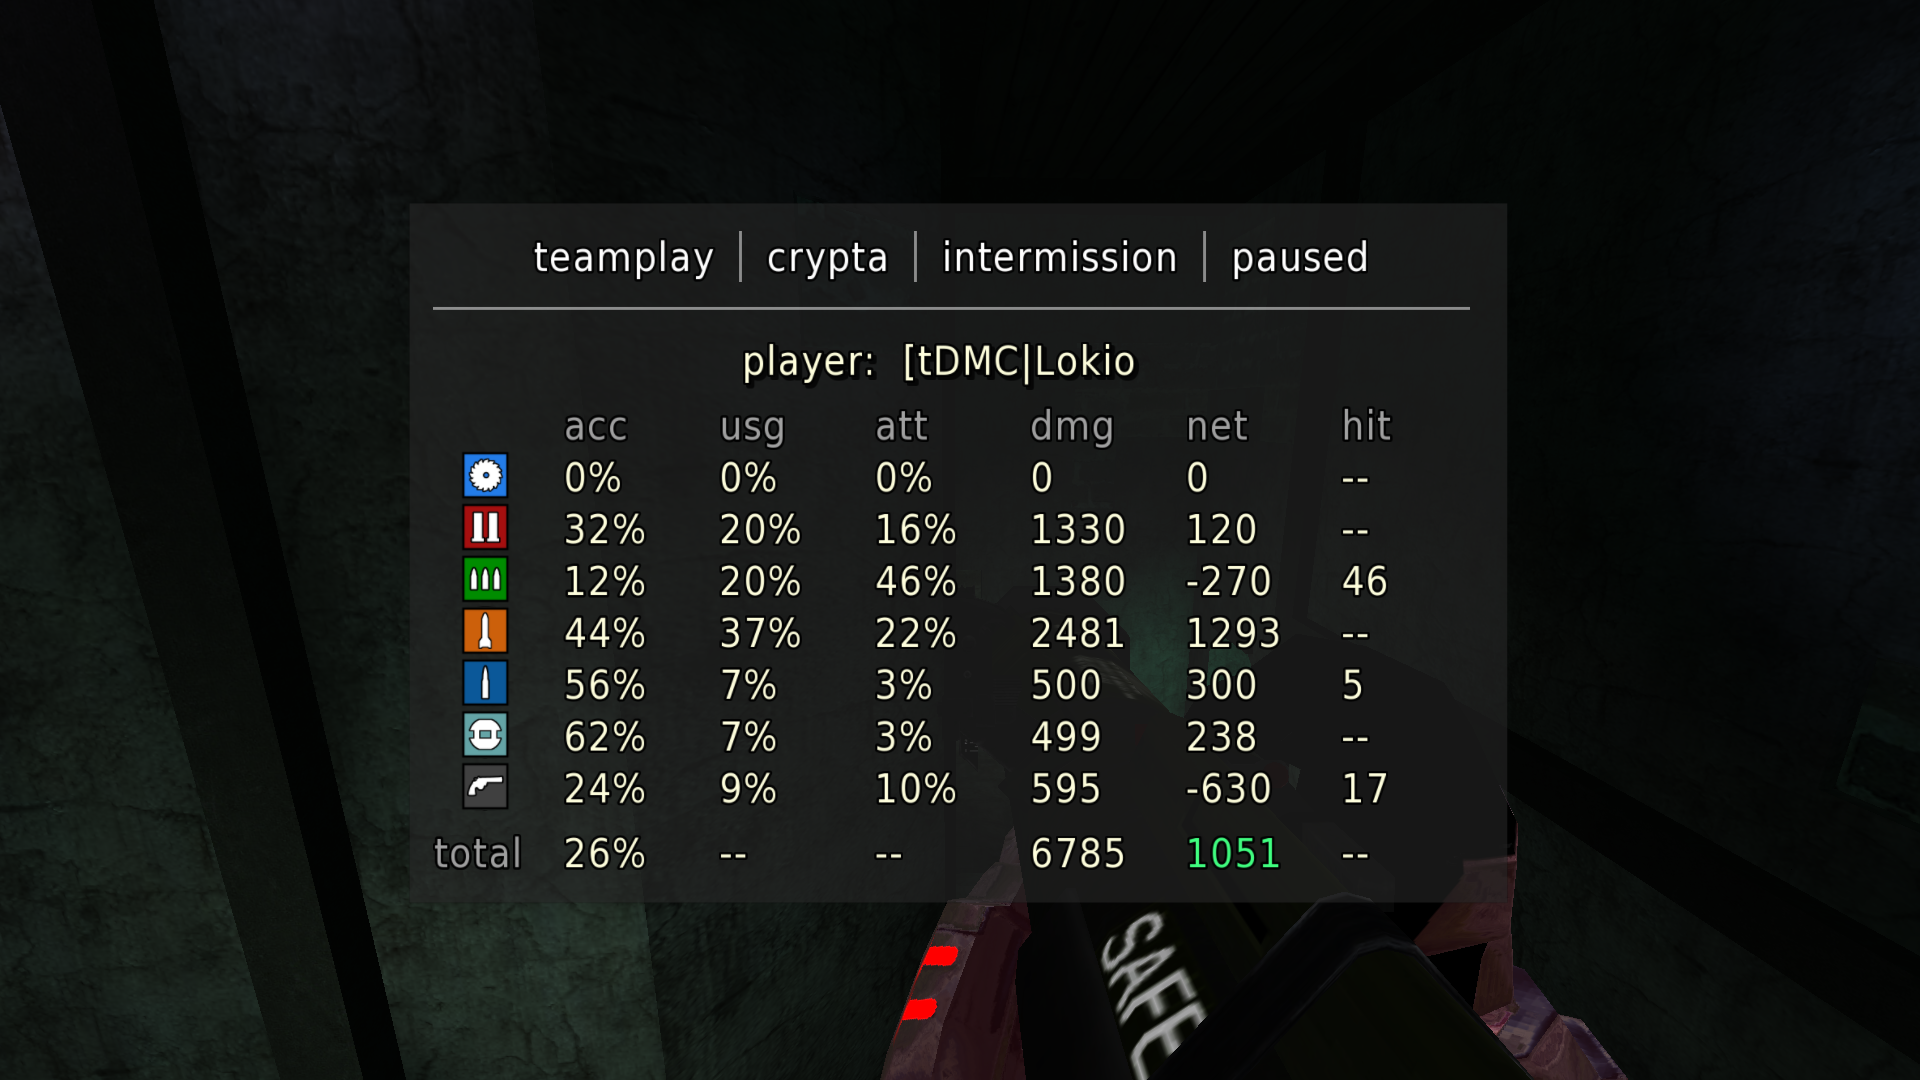 teamplay | crypta | intermission | paused
player: [tDMC|Lokio
acc usg att dmg net hit
0% 0% 0% 0 0 --
32% 20% 16% 1330 120 --
12% 20% 46% 1380 -270 46
44% 37% 22% 2481 1293 --
56% 7% 3% 500 300 5
62% 7% 3% 499 238 --
24% 9% 10% 595 -630 17
total 26% -- -- 6785 1051 --
SAFE